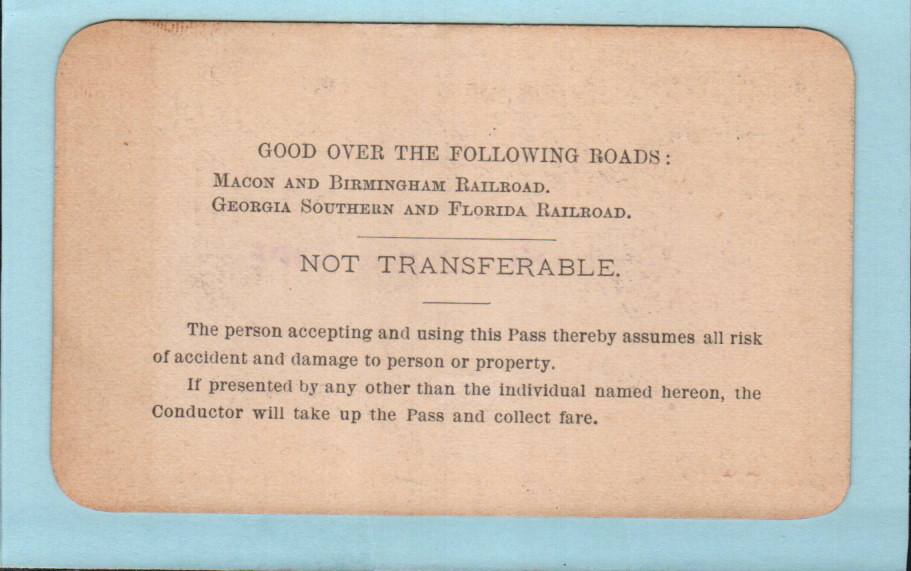 GOOD OVER THE FOLLOWING ROADS:
MACON AND BIRMINGHAM RAILROAD.
GEORGIA SOUTHERN AND FLORIDA RAILROAD.
NOT TRANSFERABLE.
The person accepting and using this Pass thereby assumes all risk
of accident and damage to person or property.
If presented by any other than the individual named hereon, the
Conductor will take up the Pass and collect fare.